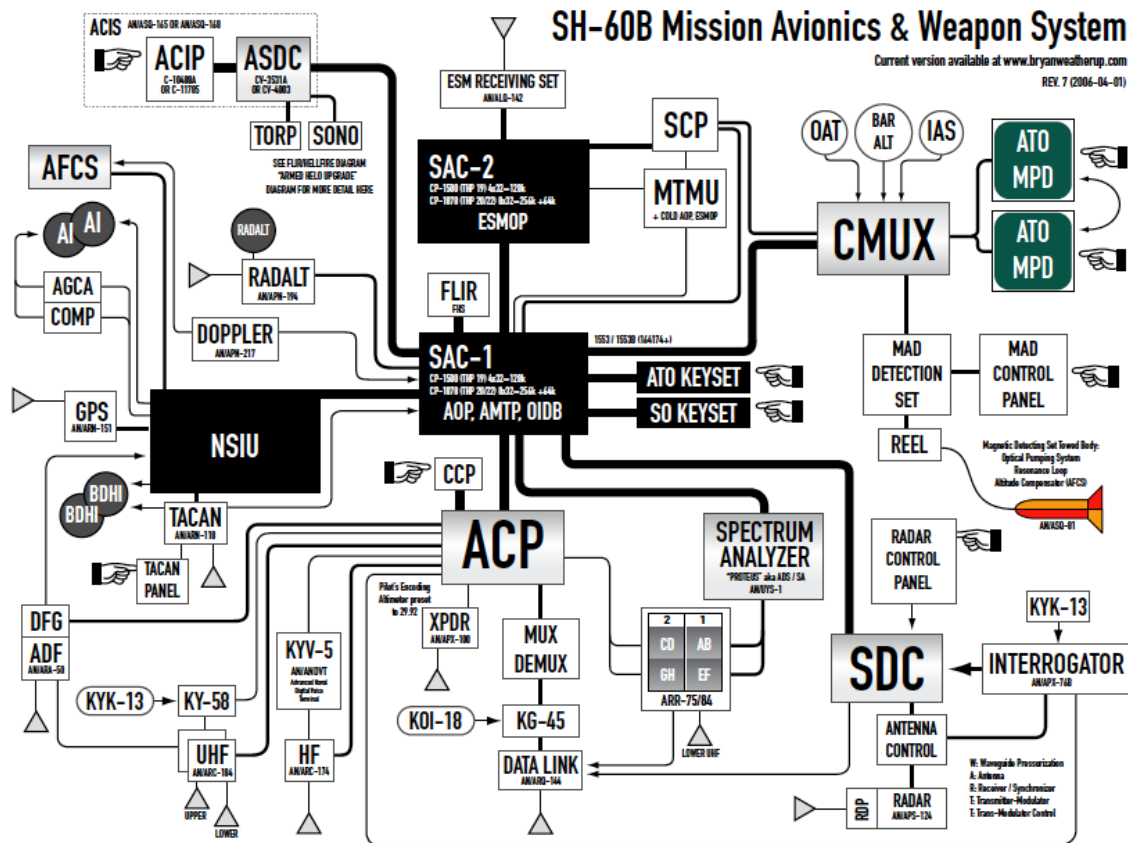 SH-60B Mission Avionics & Weapon System
Current version available at www.bryanweatherup.com
REV. 7 (2006-04-01)
ACIS AN/ASQ-165 OR AN/ASQ-168
ACIP
C-10488A
OR C-11705
ASDC
CV-3531A
OR CV-4003
TORP
SONO
SEE FLIR/HELLFIRE DIAGRAM
"ARMED HELO UPGRADE"
DIAGRAM FOR MORE DETAIL HERE
ESM RECEIVING SET
AN/ALQ-142
SAC-2
CP-1500 (THP 19) 4x32=128k
CP-1870 (THP 20/22) 8x32=256k +64k
ESMOP
SCP
MTMU
+ COLD AOP, ESMOP
OAT
BAR
ALT
IAS
CMUX
ATO
MPD
ATO
MPD
AFCS
AI
AI
AGCA
COMP
RADALT
RADALT
AN/APN-194
DOPPLER
AN/APN-217
FLIR
FHS
1553 / 1553B (164174+)
SAC-1
CP-1500 (THP 19) 4x32=128k
CP-1870 (THP 20/22) 8x32=256k +64k
AOP, AMTP, OIDB
ATO KEYSET
SO KEYSET
MAD
DETECTION
SET
MAD
CONTROL
PANEL
REEL
Magnetic Detecting Set Towed Body:
Optical Pumping System
Resonance Loop
Altitude Compensator (AFCS)
AN/ASQ-81
GPS
AN/ARN-151
NSIU
BDHI
BDHI
TACAN
AN/ARN-118
TACAN
PANEL
CCP
ACP
Pilot's Encoding
Altimeter preset
to 29.92
SPECTRUM
ANALYZER
"PROTEUS" aka ADS / SA
AN/UYS-1
RADAR
CONTROL
PANEL
DFG
ADF
AN/ARA-50
KYK-13
KY-58
UHF
AN/ARC-184
UPPER
LOWER
KYV-5
AN/ANDVT
Advanced Naval
Digital Voice
Terminal
HF
AN/ARC-174
XPDR
AN/APX-100
MUX
DEMUX
KOI-18
KG-45
DATA LINK
AN/ARQ-144
2 1
CD AB
GH EF
ARR-75/84
LOWER UHF
SDC
KYK-13
INTERROGATOR
AN/APX-76B
ANTENNA
CONTROL
RDP
RADAR
AN/APS-124
W: Waveguide Pressurization
A: Antenna
R: Receiver / Synchronizer
T: Transmitter-Modulator
T: Trans-Modulator Control